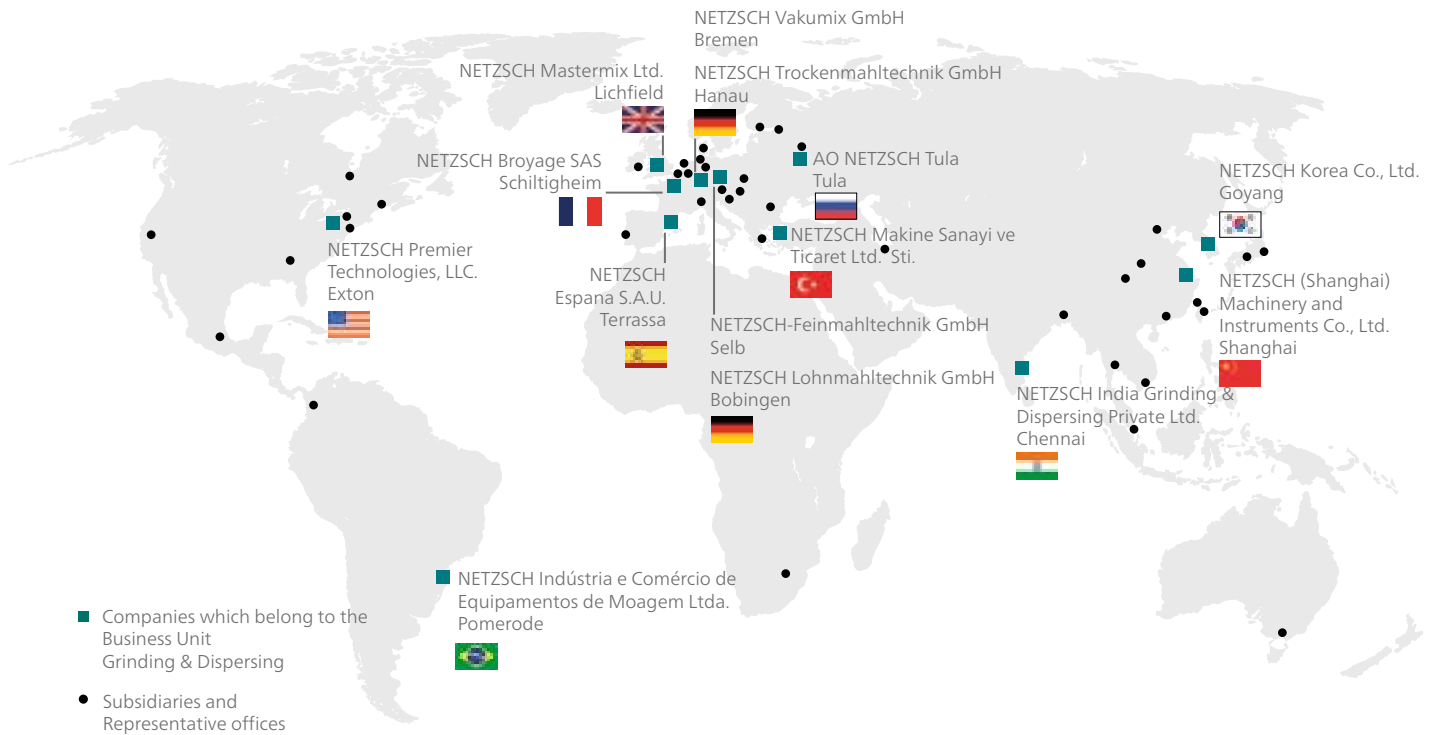 NETZSCH Vakumix GmbH
Bremen
NETZSCH Mastermix Ltd.
Lichfield
NETZSCH Trockenmahltechnik GmbH
Hanau
NETZSCH Broyage SAS
Schiltigheim
AO NETZSCH Tula
Tula
NETZSCH Korea Co., Ltd.
Goyang
NETZSCH Premier
Technologies, LLC.
Exton
NETZSCH
Espana S.A.U.
Terrassa
NETZSCH Makine Sanayi ve
Ticaret Ltd. Sti.
NETZSCH (Shanghai)
Machinery and
Instruments Co., Ltd.
Shanghai
NETZSCH-Feinmahltechnik GmbH
Selb
NETZSCH Lohnmahltechnik GmbH
Bobingen
NETZSCH India Grinding &
Dispersing Private Ltd.
Chennai
NETZSCH Indústria e Comércio de
Equipamentos de Moagem Ltda.
Pomerode
Companies which belong to the
Business Unit
Grinding & Dispersing
Subsidiaries and
Representative offices